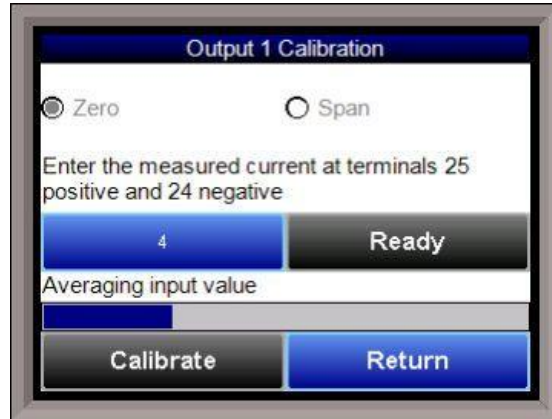 Output 1 Calibration
Zero Span
Enter the measured current at terminals 25
positive and 24 negative
4 Ready
Averaging input value
Calibrate Return